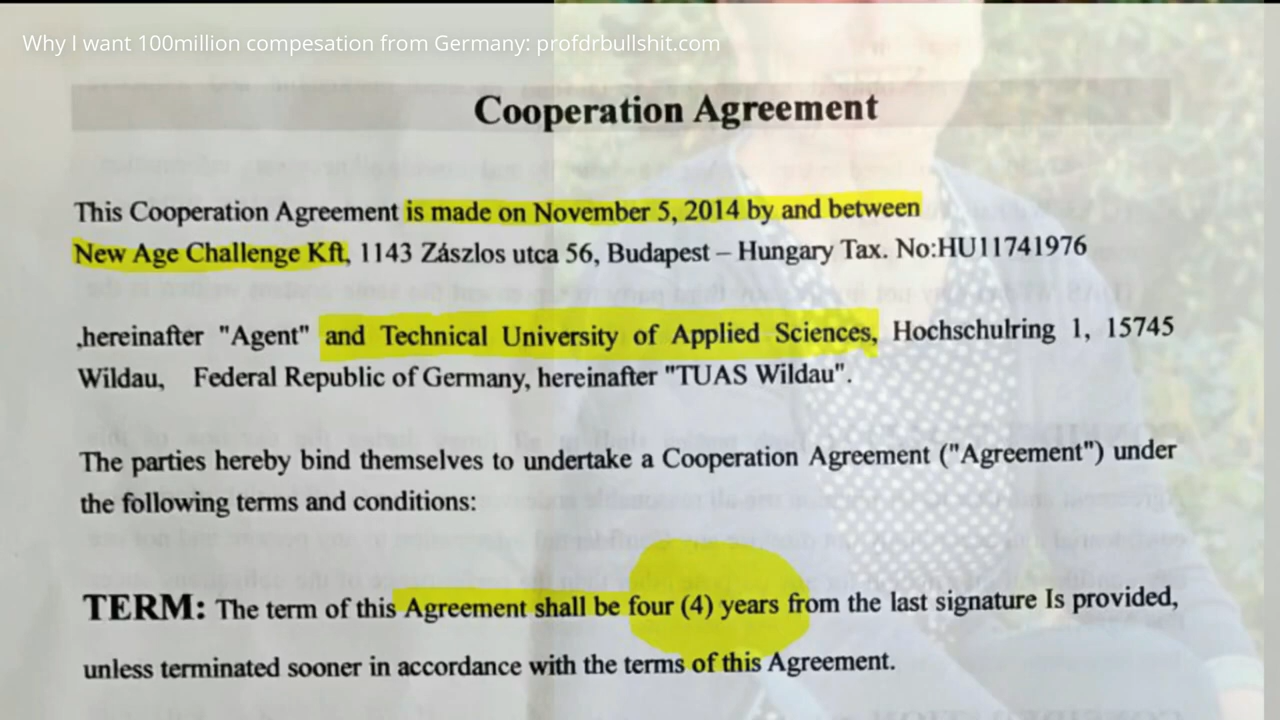 Why I want 100million compesation from Germany: profdrbullshit.com
Cooperation Agreement
This Cooperation Agreement is made on November 5, 2014 by and between
New Age Challenge Kft, 1143 Zászlos utca 56, Budapest – Hungary Tax. No:HU11741976
,hereinafter "Agent" and Technical University of Applied Sciences, Hochschulring 1, 15745
Wildau, Federal Republic of Germany, hereinafter "TUAS Wildau".
The parties hereby bind themselves to undertake a Cooperation Agreement ("Agreement") under
the following terms and conditions:
TERM: The term of this Agreement shall be four (4) years from the last signature Is provided,
unless terminated sooner in accordance with the terms of this Agreement.